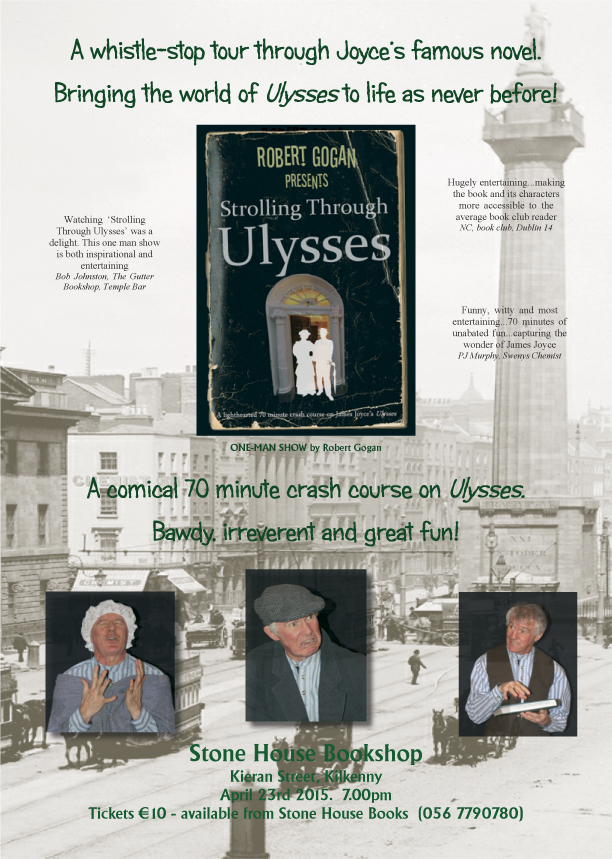 A whistle-stop tour through Joyce's famous novel.
Bringing the world of Ulysses to life as never before!
ROBERT GOGAN
PRESENTS
Strolling Through
Ulysses
A lighthearted 70 minute crash course on James Joyce's Ulysses
Watching 'Strolling
Through Ulysses' was a
delight. This one man show
is both inspirational and
entertaining
Bob Johnston, The Gutter
Bookshop, Temple Bar
Hugely entertaining...making
the book and its characters
more accessible to the
average book club reader
NC, book club, Dublin 14
Funny, witty and most
entertaining...70 minutes of
unabated fun...capturing the
wonder of James Joyce
PJ Murphy, Swenys Chemist
ONE-MAN SHOW by Robert Gogan
A comical 70 minute crash course on Ulysses.
Bawdy, irreverent and great fun!
CHEMIST
Stone House Bookshop
Kieran Street, Kilkenny
April 23rd 2015. 7.00pm
Tickets €10 - available from Stone House Books (056 7790780)